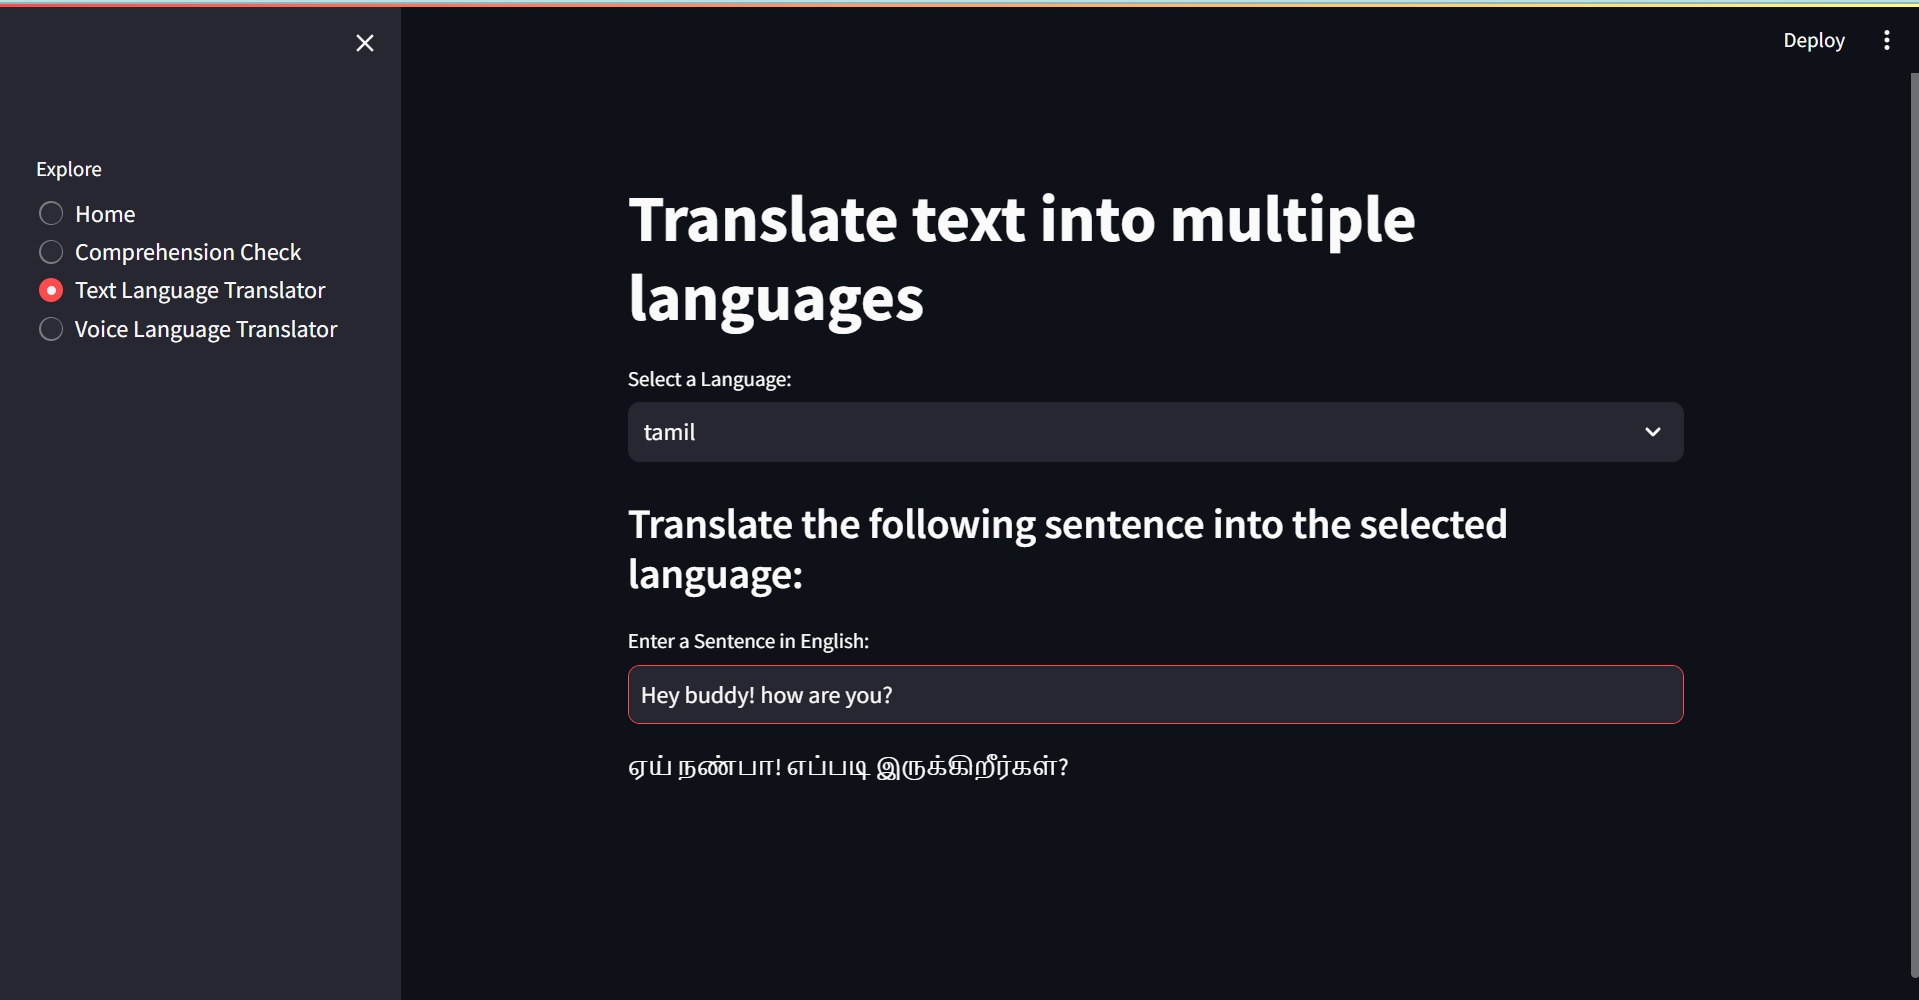 Deploy
Explore
Home
Comprehension Check
Text Language Translator
Voice Language Translator
Translate text into multiple
languages
Select a Language:
tamil
Translate the following sentence into the selected
language:
Enter a Sentence in English:
Hey buddy! how are you?
ஏய் நண்பா! எப்படி இருக்கிறீர்கள்?